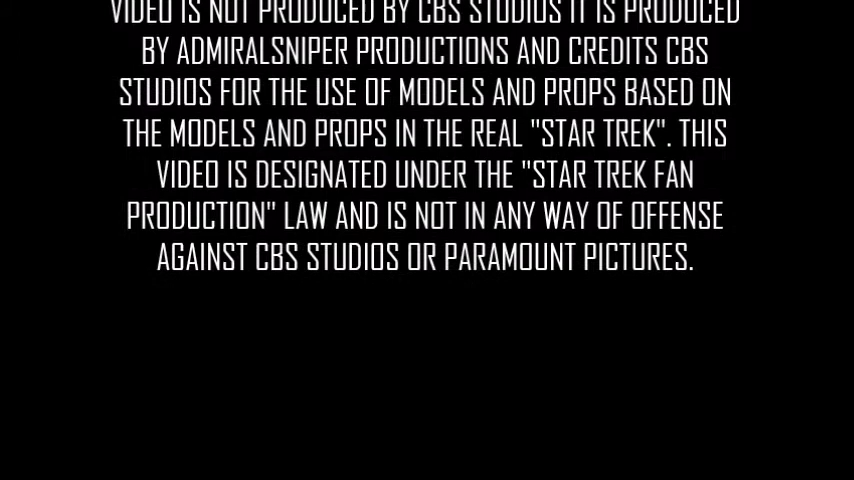 VIDEO IS NOT PRODUCED BY CBS STUDIOS IT IS PRODUCED
BY ADMIRALSNIPER PRODUCTIONS AND CREDITS CBS
STUDIOS FOR THE USE OF MODELS AND PROPS BASED ON
THE MODELS AND PROPS IN THE REAL "STAR TREK". THIS
VIDEO IS DESIGNATED UNDER THE "STAR TREK FAN
PRODUCTION" LAW AND IS NOT IN ANY WAY OF OFFENSE
AGAINST CBS STUDIOS OR PARAMOUNT PICTURES.